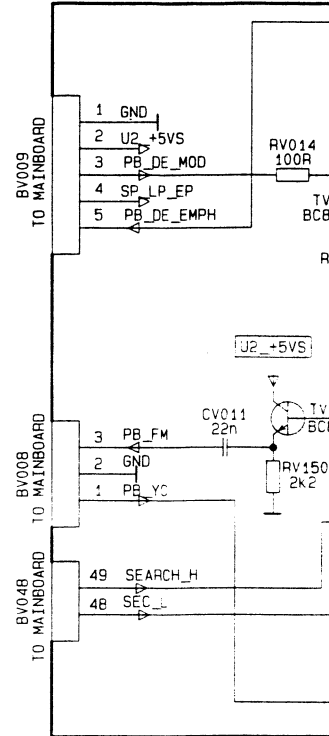 BV009
TO MAINBOARD
1 GND
2 U2_+5VS
3 PB_DE_MOD
4 SP_LP_EP
5 PB_DE_EMPH
RV014
100R
TV
BC8
R
U2_+5VS
CV011
22n
TV
BC8
RV150
2k2
BV008
TO MAINBOARD
3 PB_FM
2 GND
1 PB_YC
BV048
TO MAINBOARD
49 SEARCH_H
48 SEC_L